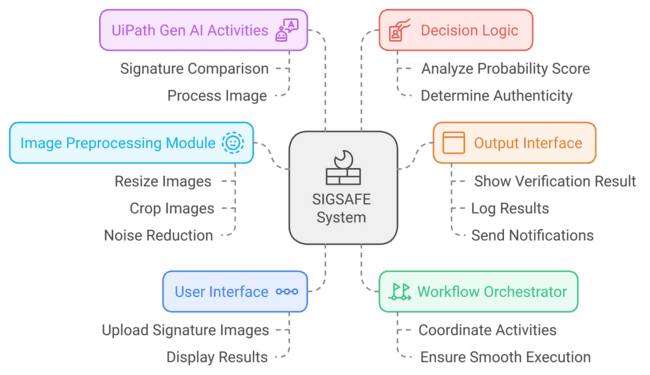 UiPath Gen AI Activities
Signature Comparison
Process Image
Image Preprocessing Module
Resize Images
Crop Images
Noise Reduction
User Interface
Upload Signature Images
Display Results
SIGSAFE
System
Decision Logic
Analyze Probability Score
Determine Authenticity
Output Interface
Show Verification Result
Log Results
Send Notifications
Workflow Orchestrator
Coordinate Activities
Ensure Smooth Execution